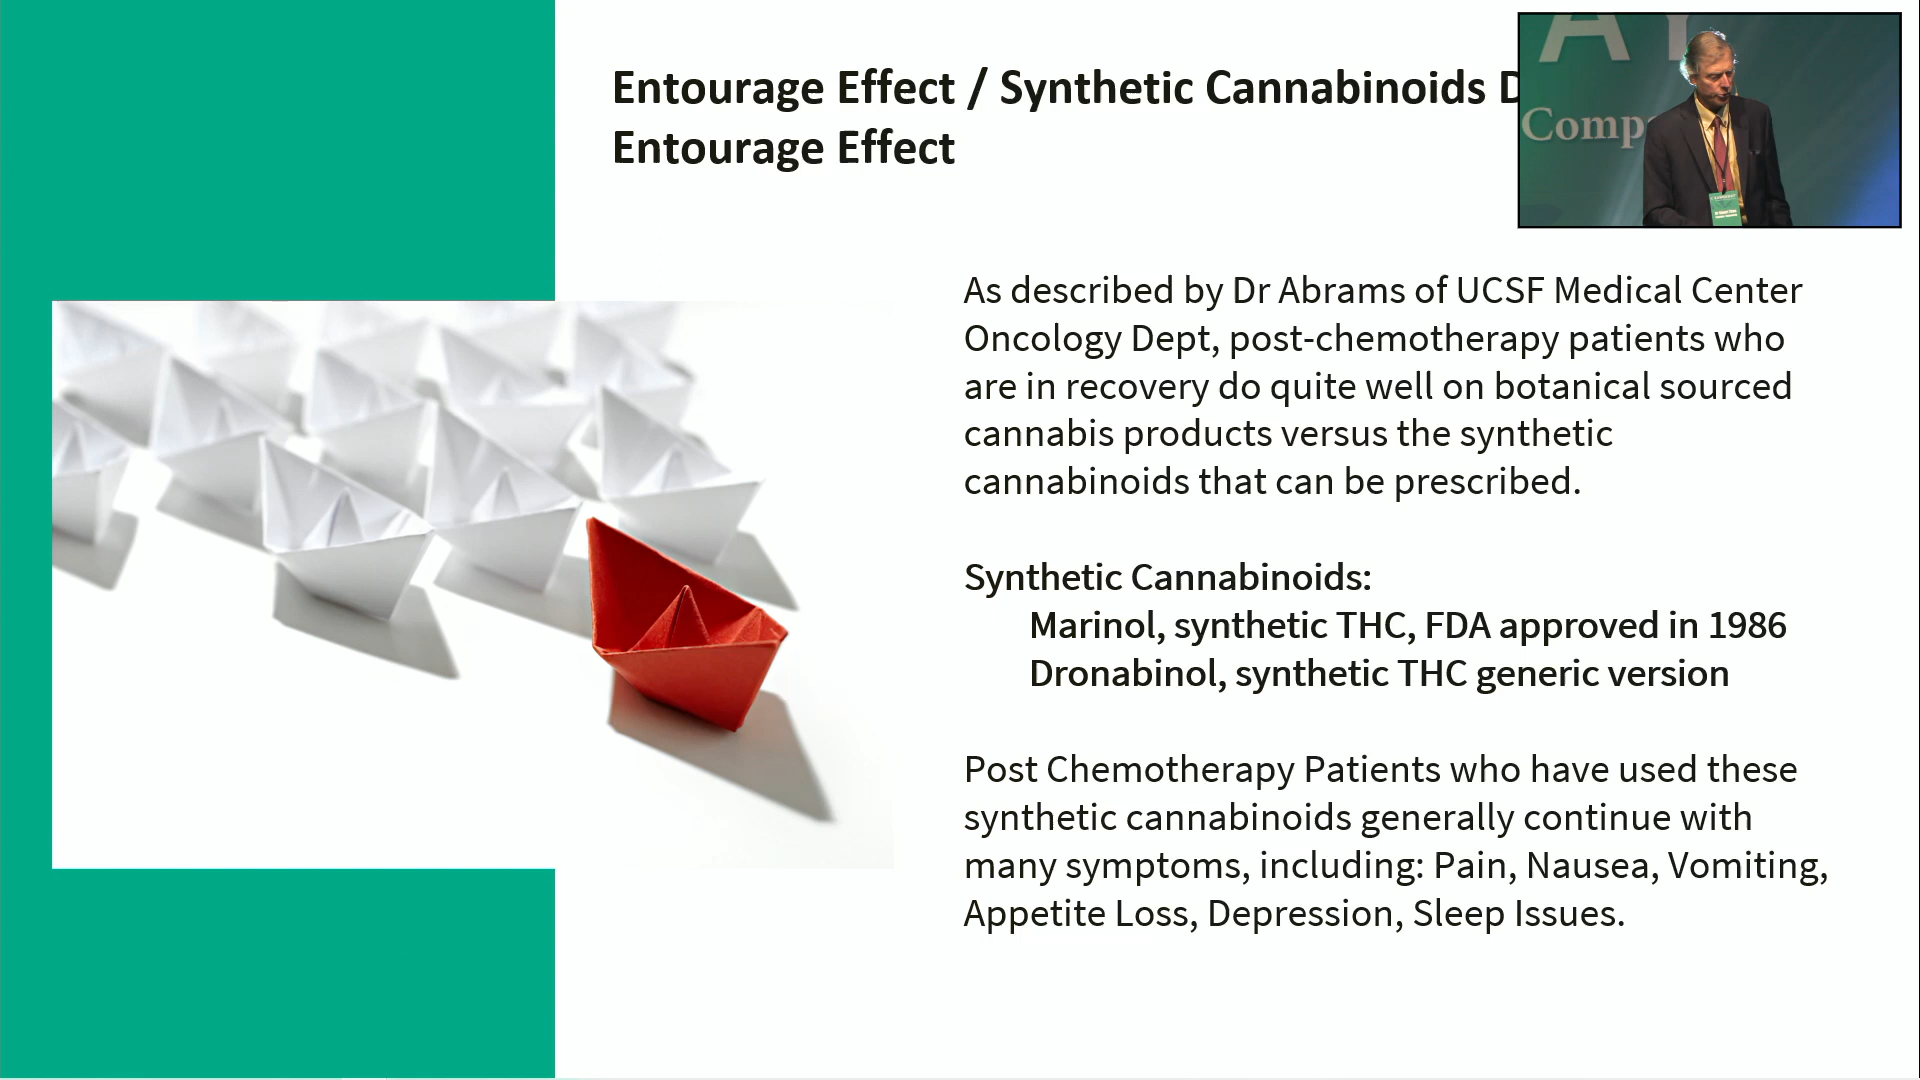 Entourage Effect / Synthetic Cannabinoids
Entourage Effect
AY
Comp
As described by Dr Abrams of UCSF Medical Center
Oncology Dept, post-chemotherapy patients who
are in recovery do quite well on botanical sourced
cannabis products versus the synthetic
cannabinoids that can be prescribed.
Synthetic Cannabinoids:
Marinol, synthetic THC, FDA approved in 1986
Dronabinol, synthetic THC generic version
Post Chemotherapy Patients who have used these
synthetic cannabinoids generally continue with
many symptoms, including: Pain, Nausea, Vomiting,
Appetite Loss, Depression, Sleep Issues.